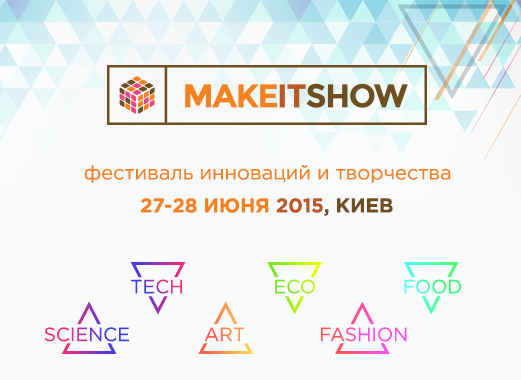 MAKEITSHOW
фестиваль инноваций и творчества
27-28 ИЮНЯ 2015, КИЕВ
TECH ECO FOOD
SCIENCE ART FASHION